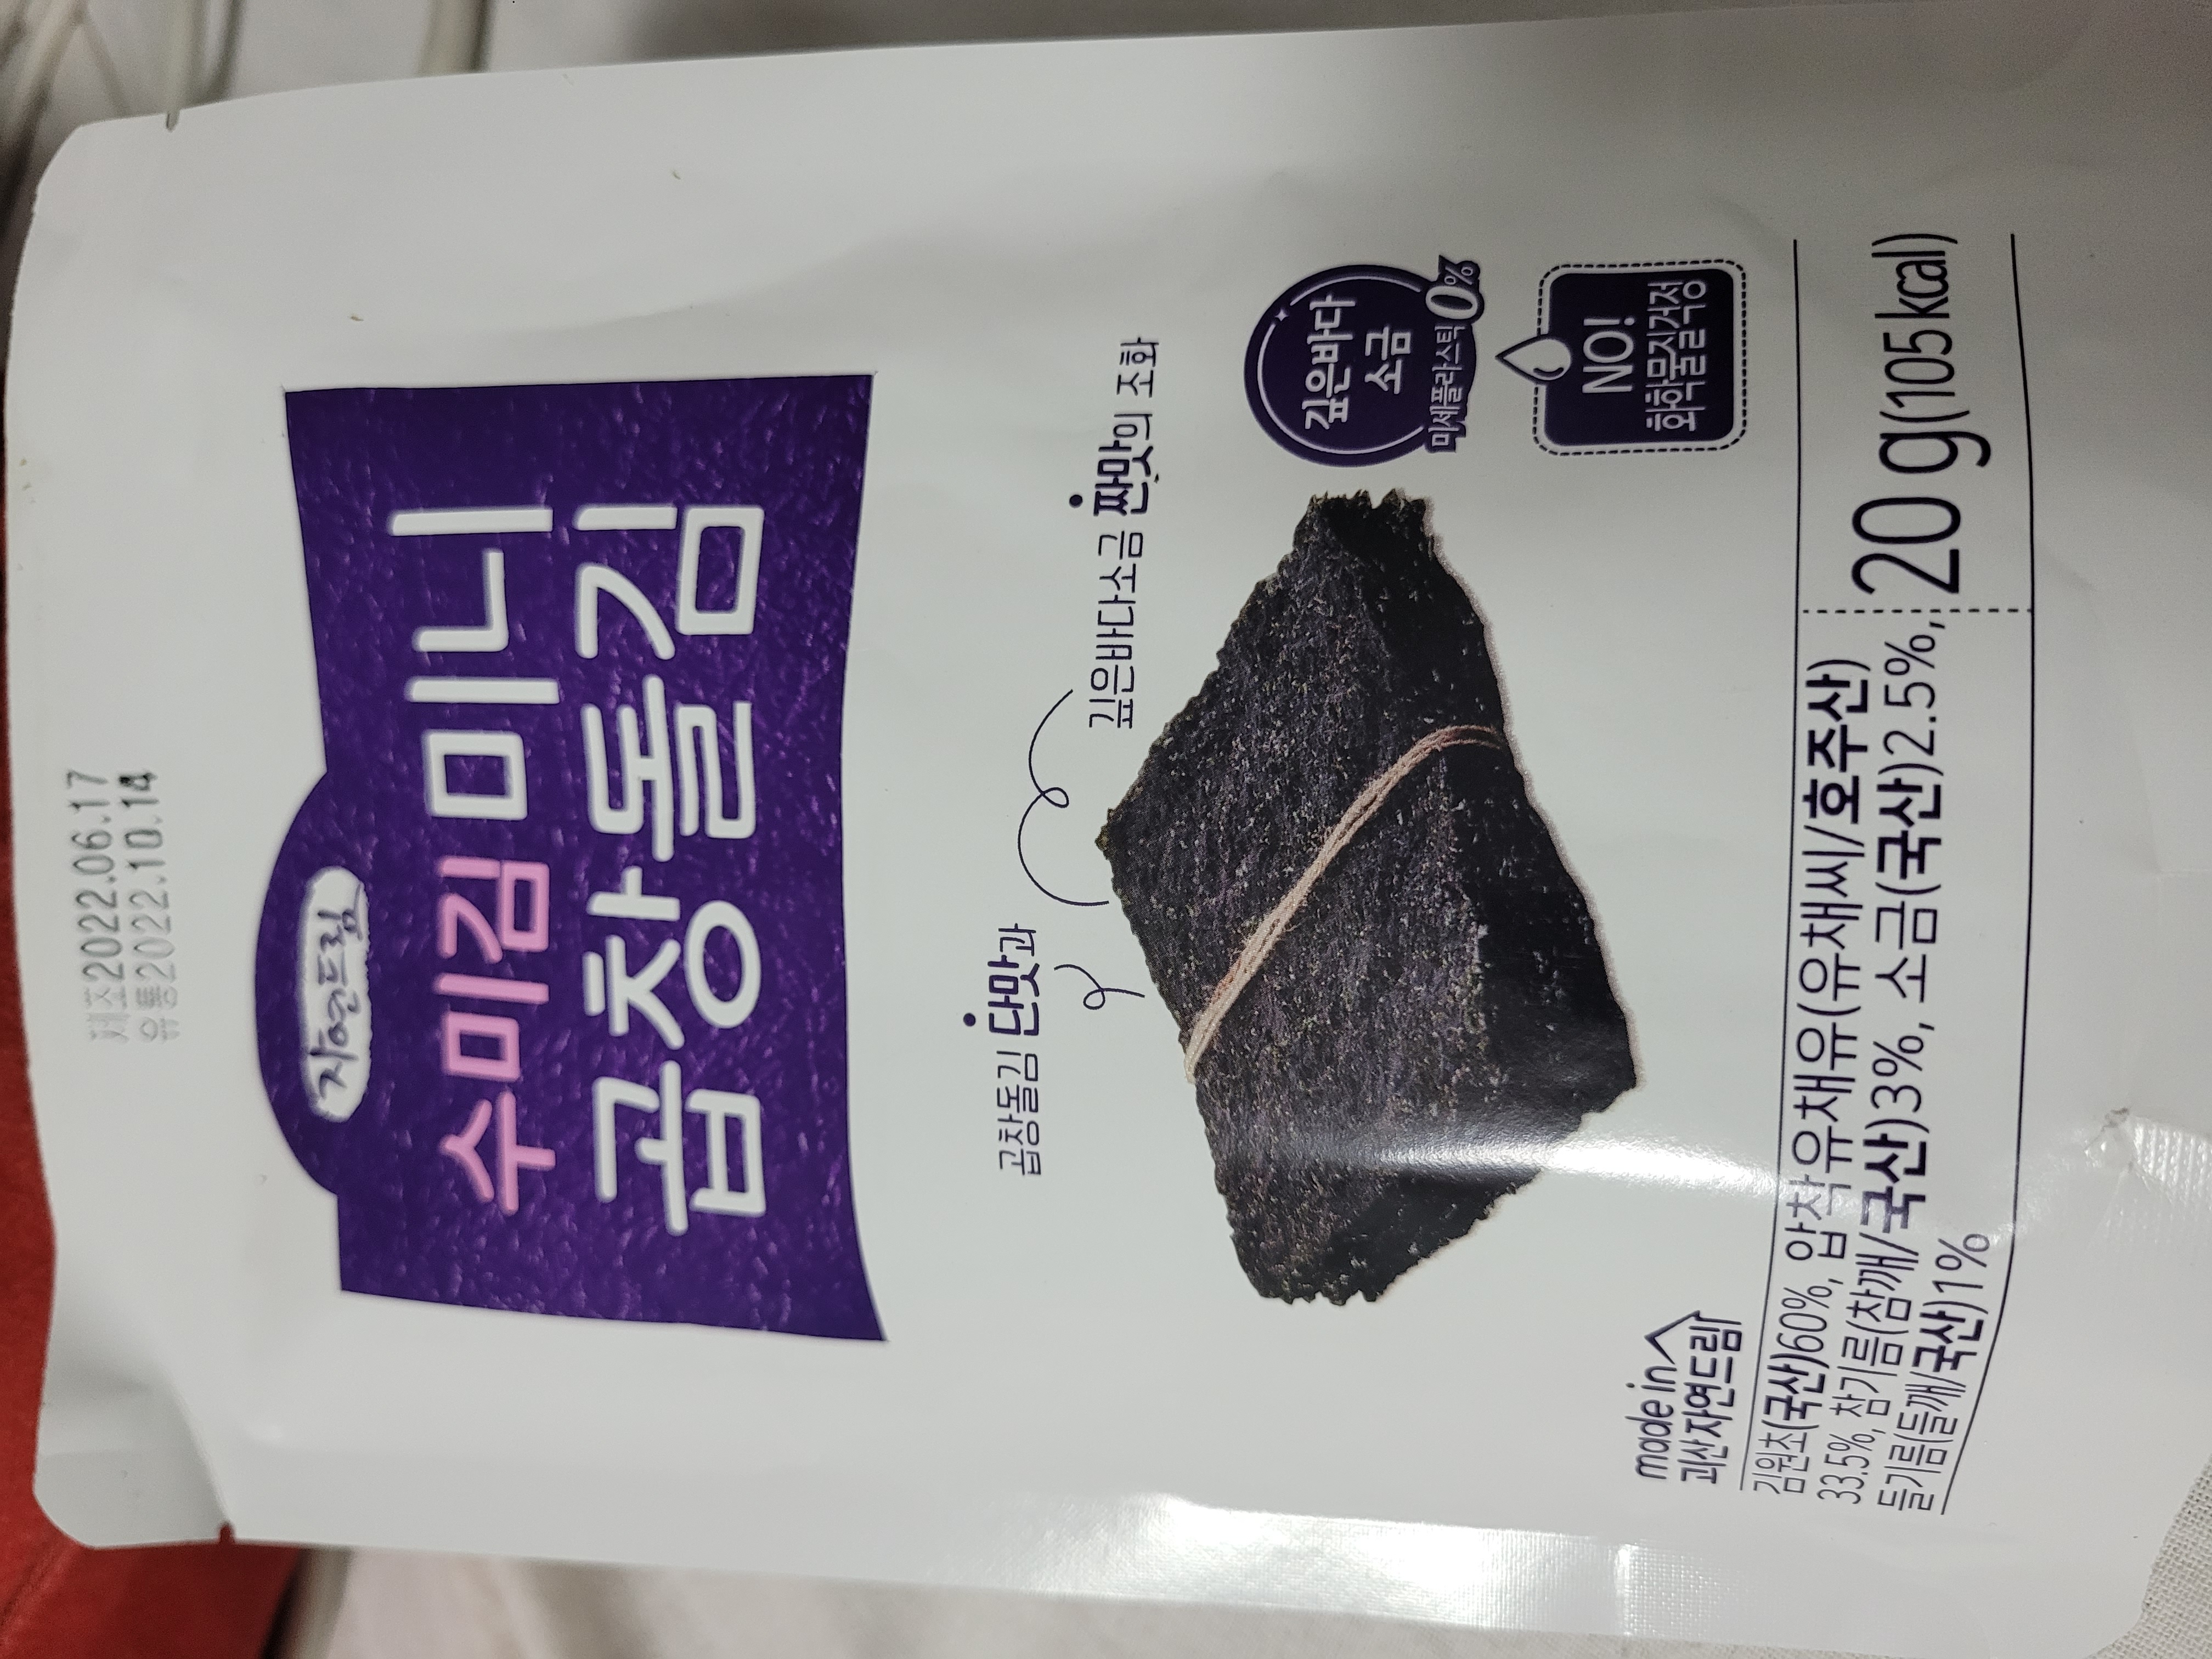 제조2022.06.17
유통2022.10.14
자연드림
수미김 미니
곱창돌김
곱창돌김 단맛과
깊은바다소금 짠맛의 조화
깊은바다
소금
미세플라스틱 0%
NO!
화학물질걱정
made in
괴산자연드림
김원초(국산)60%, 압착유채유(유채씨/호주산)
33.5%, 참기름(참깨/국산)3%, 소금(국산)2.5%,
들기름(들깨/국산)1%
20 g(105 kcal)